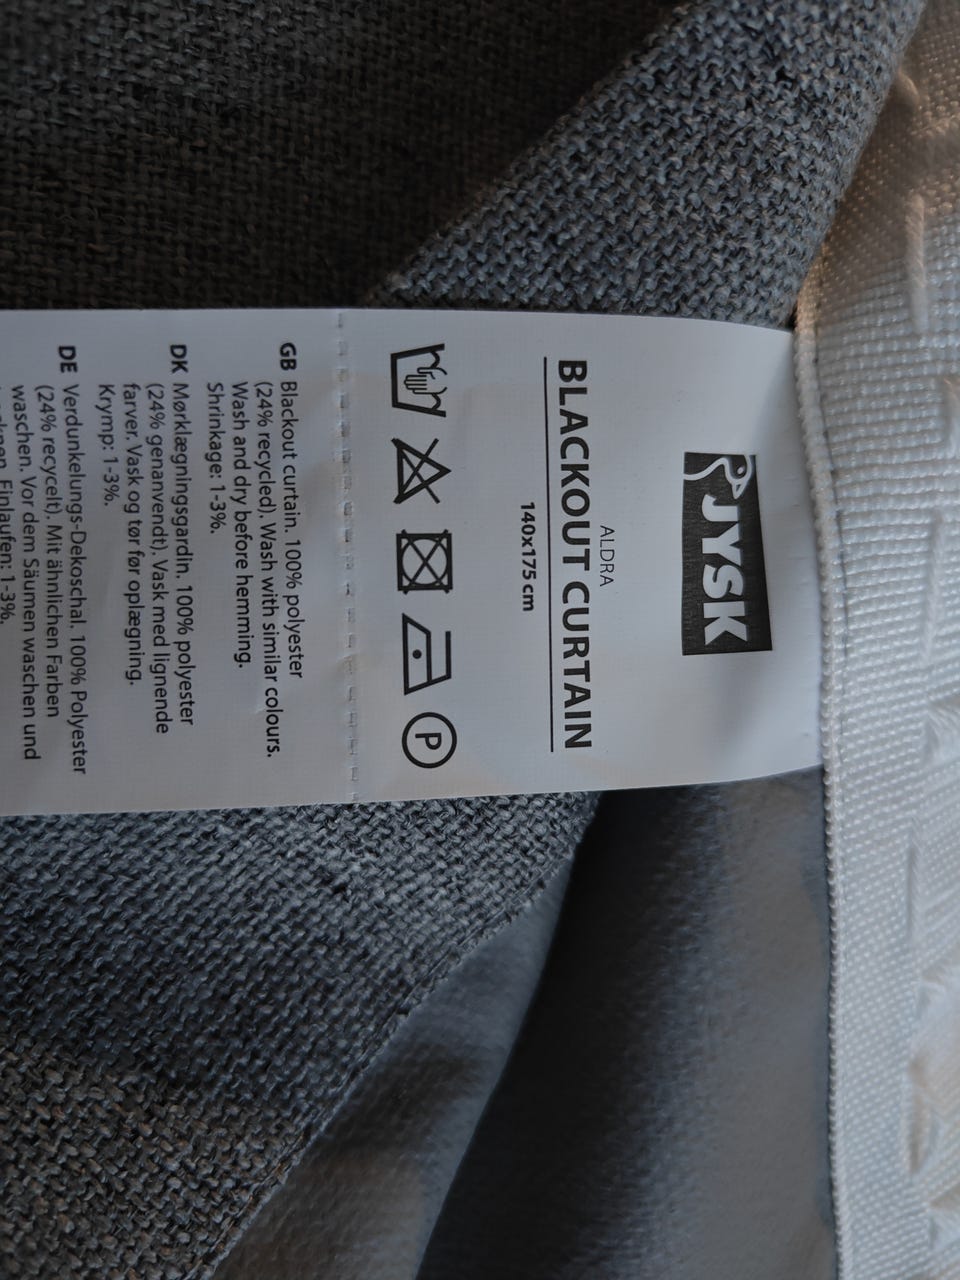 JYSK
ALDRA
BLACKOUT CURTAIN
140x175 cm
P
GB Blackout curtain. 100% polyester
(24% recycled). Wash with similar colours.
Wash and dry before hemming.
Shrinkage: 1-3%.
DK Mørklægningsgardin. 100% polyester
(24% genanvendt). Vask med lignende
farver. Vask og tør før oplægning.
Krymp: 1-3%.
DE Verdunkelungs-Dekoschal. 100% Polyester
(24% recycelt). Mit ähnlichen Farben
waschen. Vor dem Säumen waschen und
Einlaufen: 1-3%.